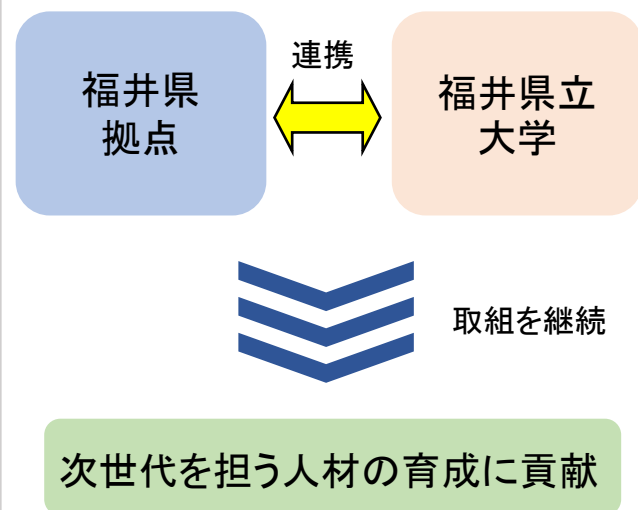 福井県
拠点
連携
福井県立
大学
取組を継続
次世代を担う人材の育成に貢献